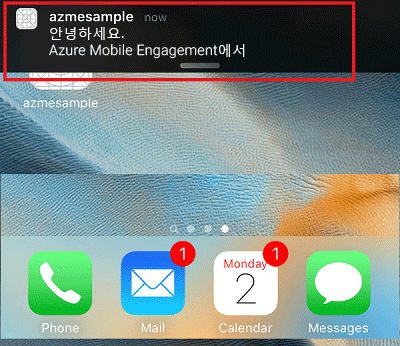 azmesample now
안녕하세요.
Azure Mobile Engagement에서
azmesample
1
1
Monday
2
Phone
Mail
Calendar
Messages